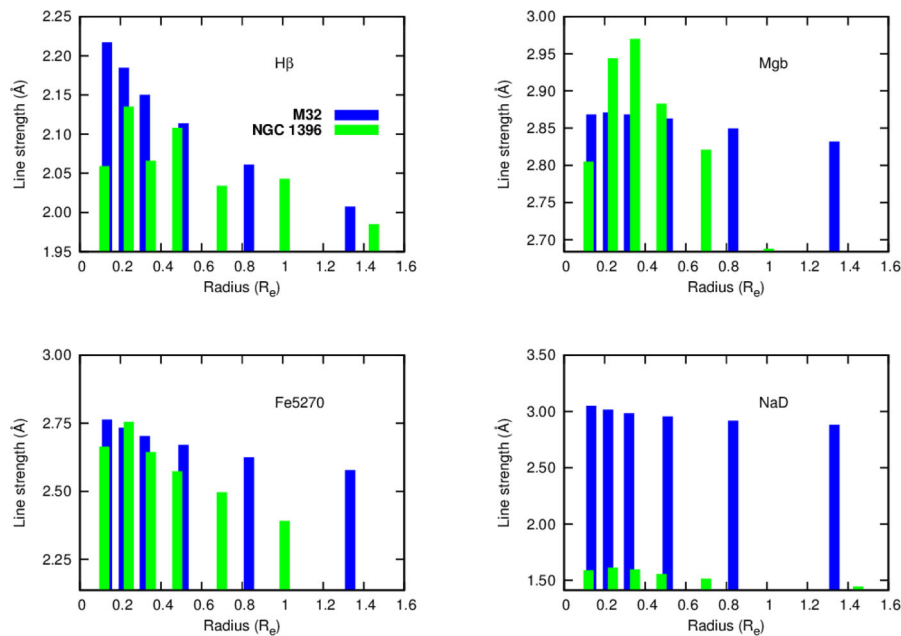 2.25
2.20
2.15
2.10
2.05
2.00
1.95
Line strength (Å)
Hβ
M32
NGC 1396
0 0.2 0.4 0.6 0.8 1 1.2 1.4 1.6
Radius (Re)
3.00
2.95
2.90
2.85
2.80
2.75
2.70
Line strength (Å)
Mgb
0 0.2 0.4 0.6 0.8 1 1.2 1.4 1.6
Radius (Re)
3.00
2.75
2.50
2.25
Line strength (Å)
Fe5270
0 0.2 0.4 0.6 0.8 1 1.2 1.4 1.6
Radius (Re)
3.50
3.00
2.50
2.00
1.50
Line strength (Å)
NaD
0 0.2 0.4 0.6 0.8 1 1.2 1.4 1.6
Radius (Re)